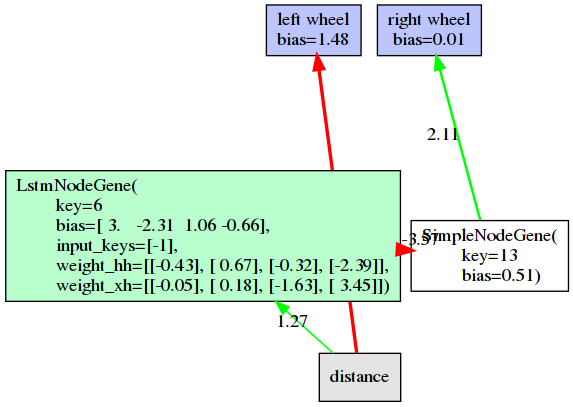 left wheel
bias=1.48
right wheel
bias=0.01
2.11
LstmNodeGene(
key=6
bias=[ 3. -2.31 1.06 -0.66],
input_keys=[-1],
weight_hh=[[-0.43], [ 0.67], [-0.32], [-2.39]],
weight_xh=[[-0.05], [ 0.18], [-1.63], [ 3.45]])
SimpleNodeGene(
key=13
bias=0.51)
1.27
distance